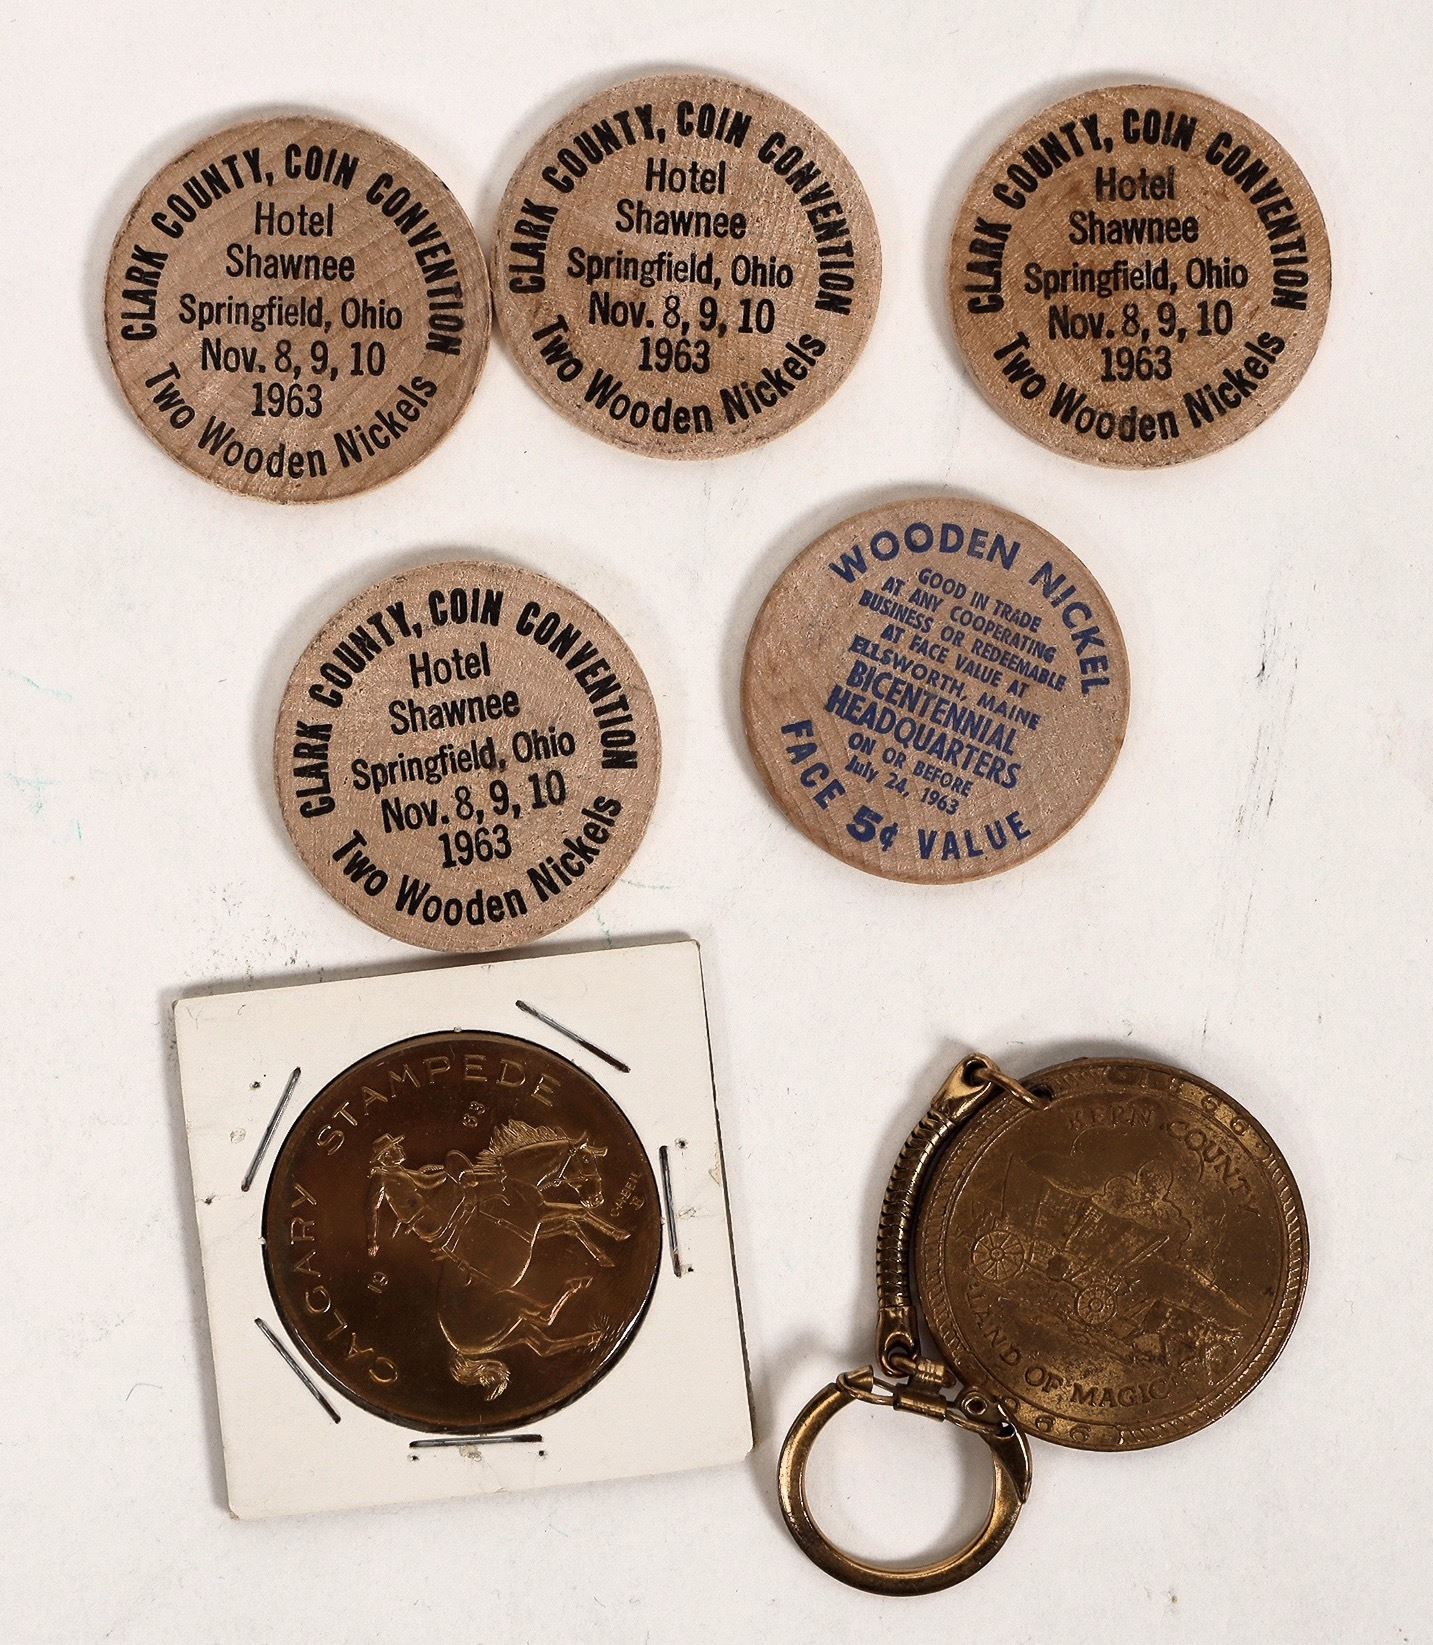 CLARK COUNTY, COIN CONVENTION
Hotel
Shawnee
Springfield, Ohio
Nov. 8, 9, 10
1963
Two Wooden Nickels
CLARK COUNTY, COIN CONVENTION
Hotel
Shawnee
Springfield, Ohio
Nov. 8, 9, 10
1963
Two Wooden Nickels
CLARK COUNTY, COIN CONVENTION
Hotel
Shawnee
Springfield, Ohio
Nov. 8, 9, 10
1963
Two Wooden Nickels
CLARK COUNTY, COIN CONVENTION
Hotel
Shawnee
Springfield, Ohio
Nov. 8, 9, 10
1963
Two Wooden Nickels
WOODEN NICKEL
GOOD IN TRADE
AT ANY COOPERATING
BUSINESS OR REDEEMABLE
AT FACE VALUE AT
ELLSWORTH, MAINE
BICENTENNIAL
HEADQUARTERS
ON OR BEFORE
July 24, 1963
FACE 5¢ VALUE
CALGARY STAMPEDE
19 63
KERN COUNTY
LAND OF MAGIC
1866
1966